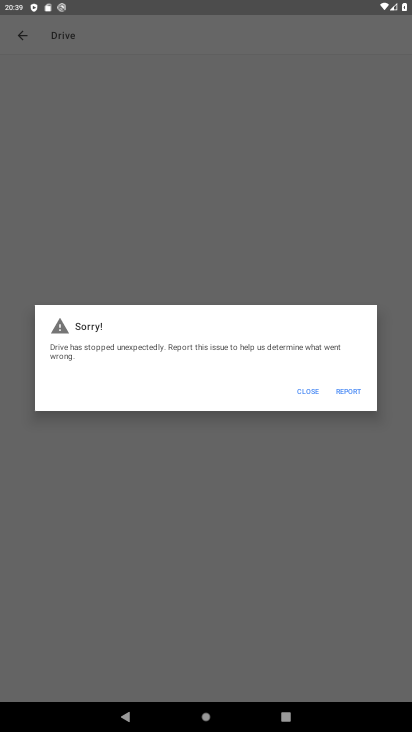 20:39
Drive
Sorry!
Drive has stopped unexpectedly. Report this issue to help us determine what went
wrong.
CLOSE REPORT